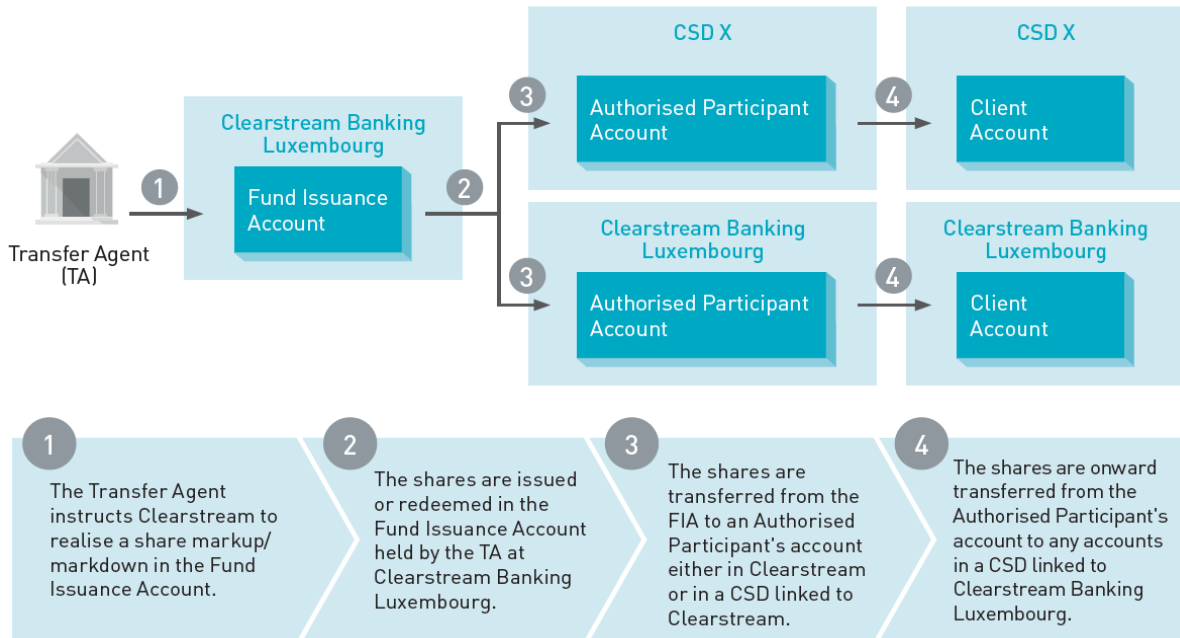 CSD X
CSD X
3
4
Authorised Participant
Account
Client
Account
Clearstream Banking
Luxembourg
1
2
Fund Issuance
Account
Transfer Agent
(TA)
Clearstream Banking
Luxembourg
Clearstream Banking
Luxembourg
3
4
Authorised Participant
Account
Client
Account
1
The Transfer Agent
instructs Clearstream to
realise a share markup/
markdown in the Fund
Issuance Account.
2
The shares are issued
or redeemed in the
Fund Issuance Account
held by the TA at
Clearstream Banking
Luxembourg.
3
The shares are
transferred from the
FIA to an Authorised
Participant's account
either in Clearstream
or in a CSD linked to
Clearstream.
4
The shares are onward
transferred from the
Authorised Participant's
account to any accounts
in a CSD linked to
Clearstream Banking
Luxembourg.